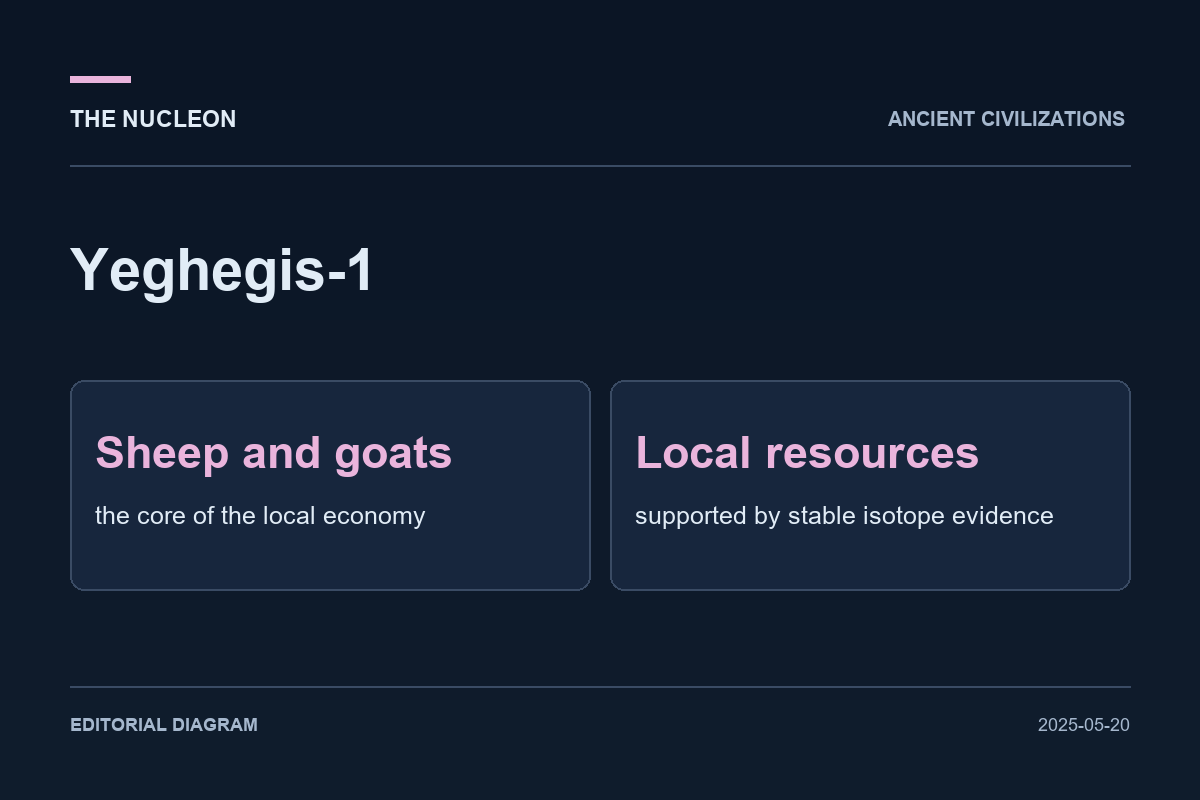 THE NUCLEON
ANCIENT CIVILIZATIONS
Yeghegis-1
Sheep and goats
the core of the local economy
Local resources
supported by stable isotope evidence
EDITORIAL DIAGRAM
2025-05-20